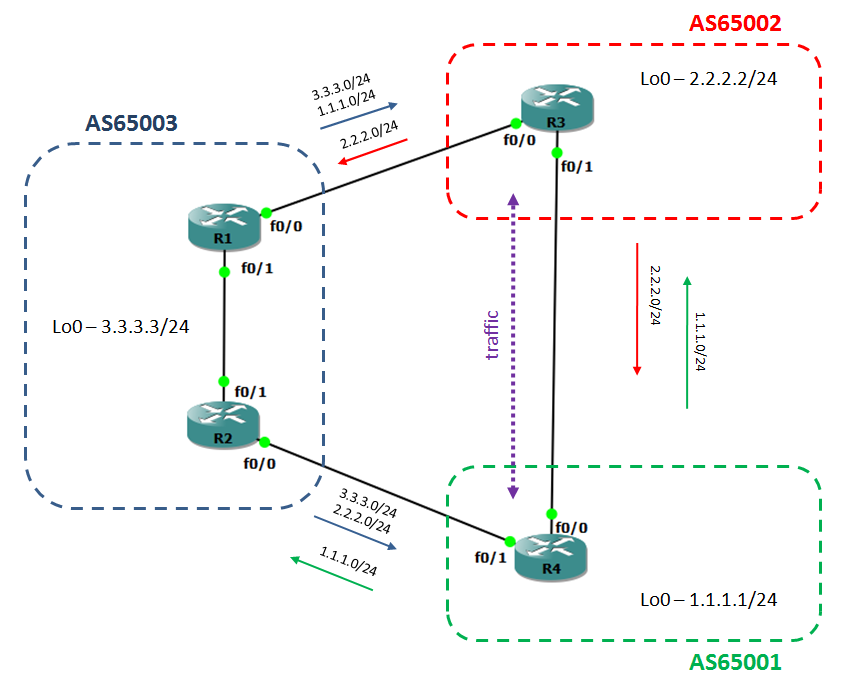 AS65002
Lo0 – 2.2.2.2/24
R3
f0/0
f0/1
3.3.3.0/24
1.1.1.0/24
2.2.2.0/24
AS65003
R1
f0/0
f0/1
Lo0 – 3.3.3.3/24
f0/1
R2
f0/0
traffic
2.2.2.0/24
1.1.1.0/24
3.3.3.0/24
2.2.2.0/24
1.1.1.0/24
f0/0
f0/1
R4
Lo0 – 1.1.1.1/24
AS65001